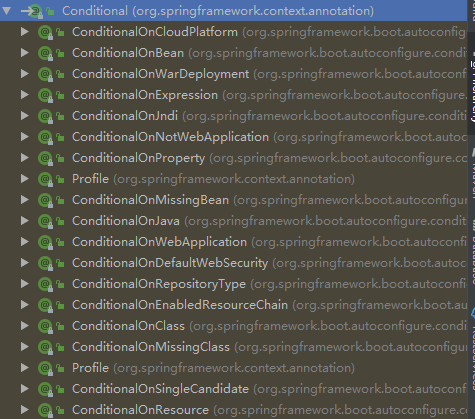 Conditional (org.springframework.context.annotation)
ConditionalOnCloudPlatform (org.springframework.boot.autoconfig
ConditionalOnBean (org.springframework.boot.autoconfigure.condi
ConditionalOnWarDeployment (org.springframework.boot.autoconfi
ConditionalOnExpression (org.springframework.boot.autoconfigure.
ConditionalOnJndi (org.springframework.boot.autoconfigure.condit
ConditionalOnNotWebApplication (org.springframework.boot.autoc
ConditionalOnProperty (org.springframework.boot.autoconfigure.cc
Profile (org.springframework.context.annotation)
ConditionalOnMissingBean (org.springframework.boot.autoconfigur
ConditionalOnJava (org.springframework.boot.autoconfigure.condit
ConditionalOnWebApplication (org.springframework.boot.autoconfi
ConditionalOnDefaultWebSecurity (org.springframework.boot.autoc
ConditionalOnRepositoryType (org.springframework.boot.autoconfi
ConditionalOnEnabledResourceChain (org.springframework.boot.au
ConditionalOnClass (org.springframework.boot.autoconfigure.condi
ConditionalOnMissingClass (org.springframework.boot.autoconfigu
Profile (org.springframework.context.annotation)
ConditionalOnSingleCandidate (org.springframework.boot.autoconf
ConditionalOnResource (org.springframework.boot.autoconfigure.c